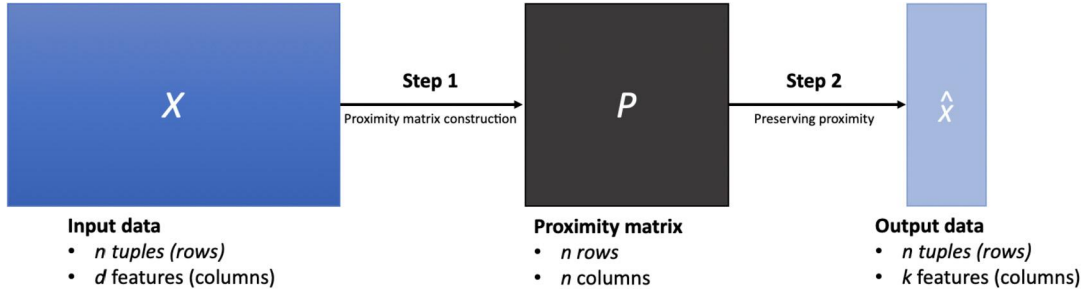 X
Step 1
Proximity matrix construction
P
Step 2
Preserving proximity
x̂
Input data
• n tuples (rows)
• d features (columns)
Proximity matrix
• n rows
• n columns
Output data
• n tuples (rows)
• k features (columns)